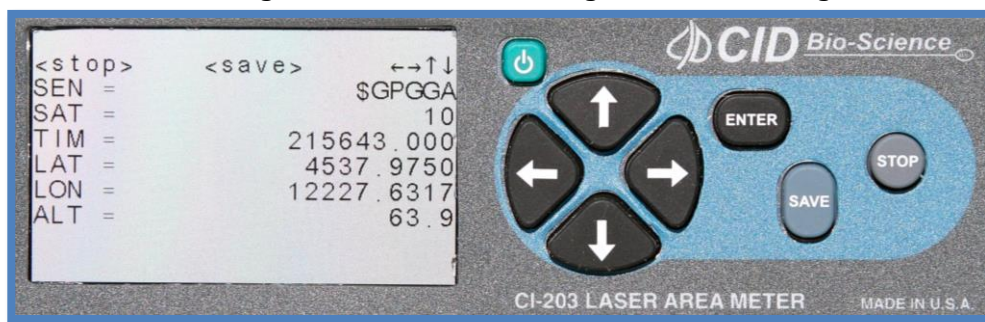 <stop> <save> ←→↑↓
SEN = $GPGGA
SAT = 10
TIM = 215643.000
LAT = 4537.9750
LON = 12227.6317
ALT = 63.9
CID Bio-Science
ENTER
STOP
SAVE
CI-203 LASER AREA METER MADE IN U.S.A.